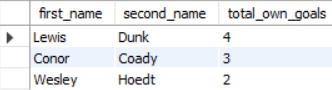 first_name second_name total_own_goals
Lewis Dunk 4
Conor Coady 3
Wesley Hoedt 2